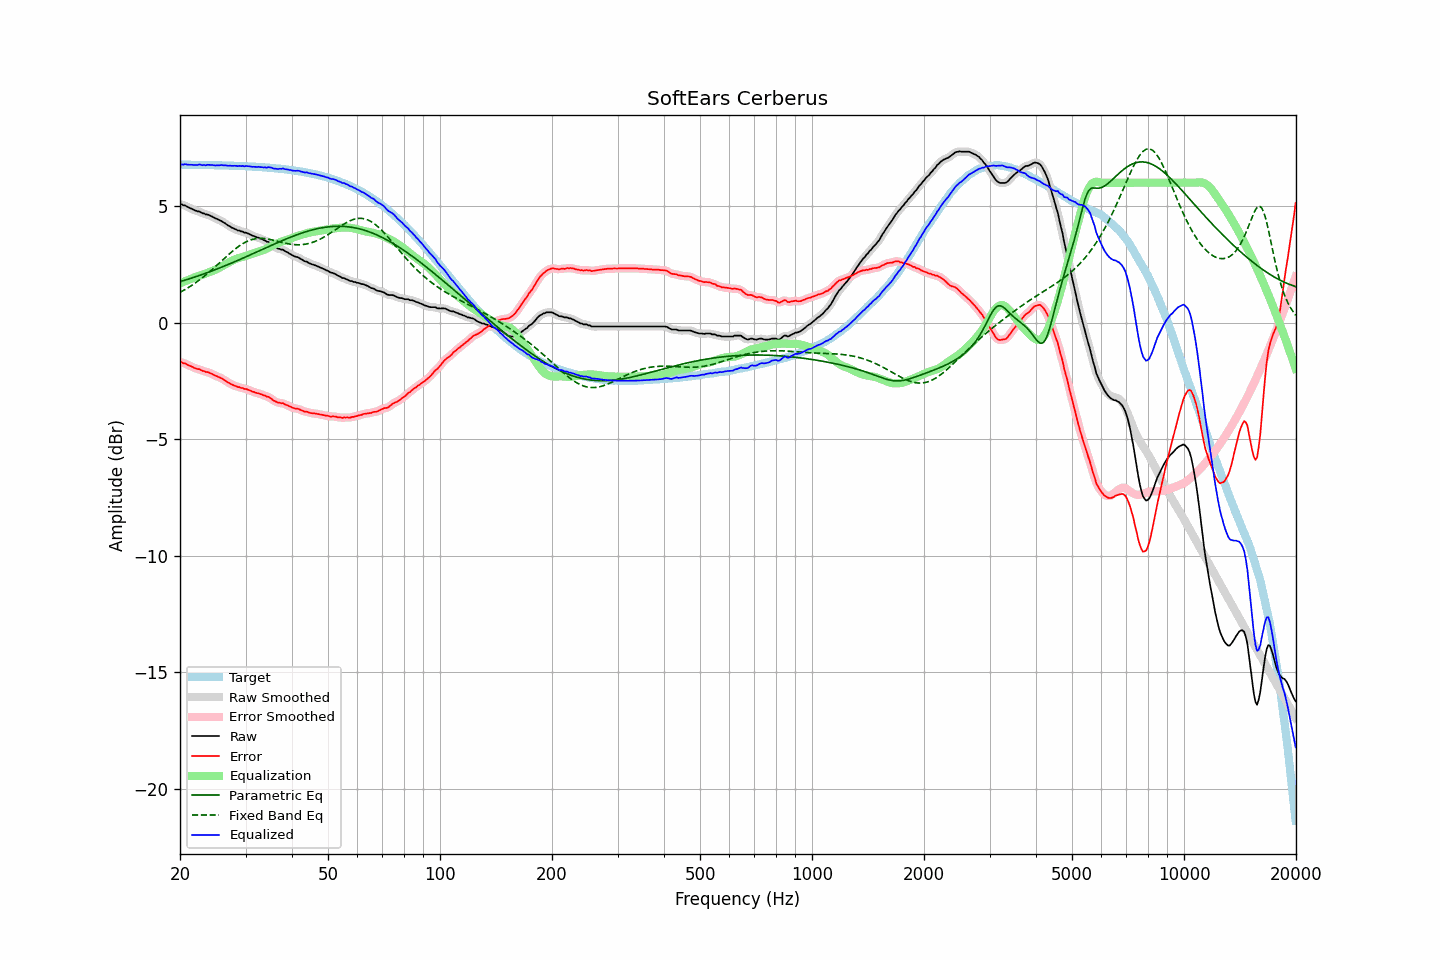 SoftEars Cerberus
Amplitude (dBr)
5
0
−5
−10
−15
−20
Target
Raw Smoothed
Error Smoothed
Raw
Error
Equalization
Parametric Eq
Fixed Band Eq
Equalized
20 50 100 200 500 1000 2000 5000 10000 20000
Frequency (Hz)